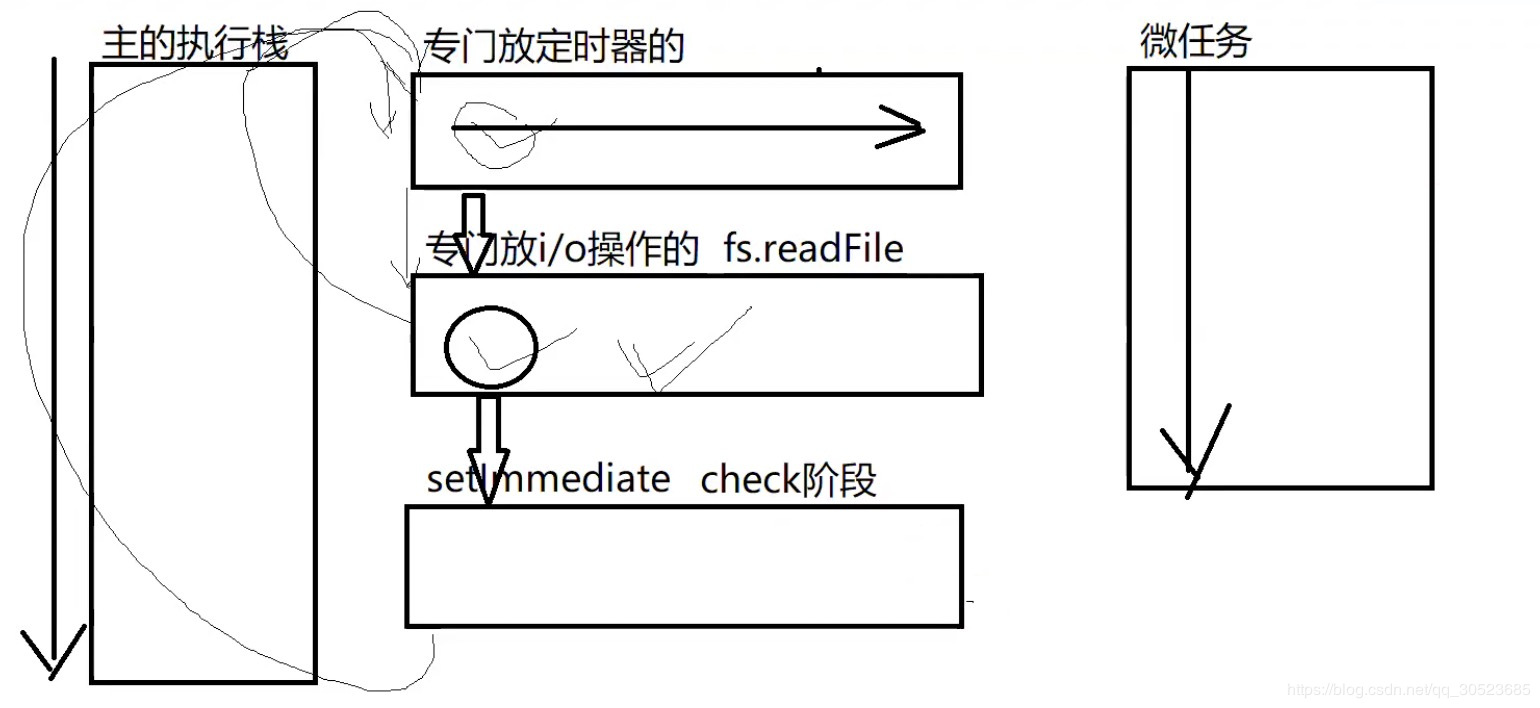 主的执行栈
专门放定时器的
微任务
专门放i/o操作的 fs.readFile
setImmediate check阶段
https://blog.csdn.net/qq_30523685